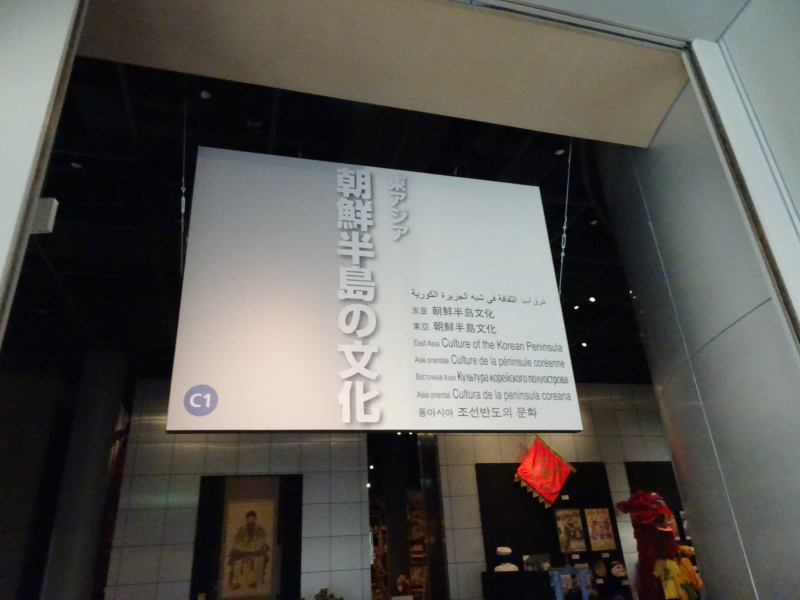 東アジア
朝鮮半島の文化
شرق آسيا الثقافة في شبه الجزيرة الكورية
东亚 朝鲜半岛文化
東亞 朝鮮半島文化
East Asia Culture of the Korean Peninsula
Asie orientale Culture de la péninsule coréenne
Восточная Азия Культура корейского полуострова
Asia oriental Cultura de la península coreana
동아시아 조선반도의 문화
C1